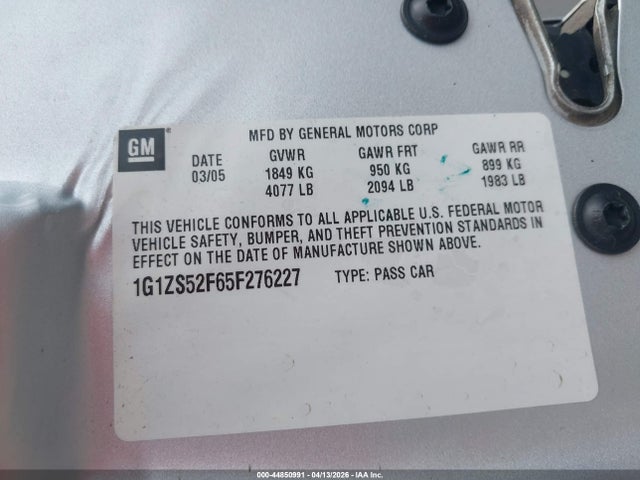 GM
MFD BY GENERAL MOTORS CORP
DATE GVWR GAWR FRT GAWR RR
03/05 1849 KG 950 KG 899 KG
4077 LB 2094 LB 1983 LB
THIS VEHICLE CONFORMS TO ALL APPLICABLE U.S. FEDERAL MOTOR
VEHICLE SAFETY, BUMPER, AND THEFT PREVENTION STANDARDS IN
EFFECT ON THE DATE OF MANUFACTURE SHOWN ABOVE.
1G1ZS52F65F276227 TYPE: PASS CAR
000-44850991 - 04/13/2026 - IAA Inc.